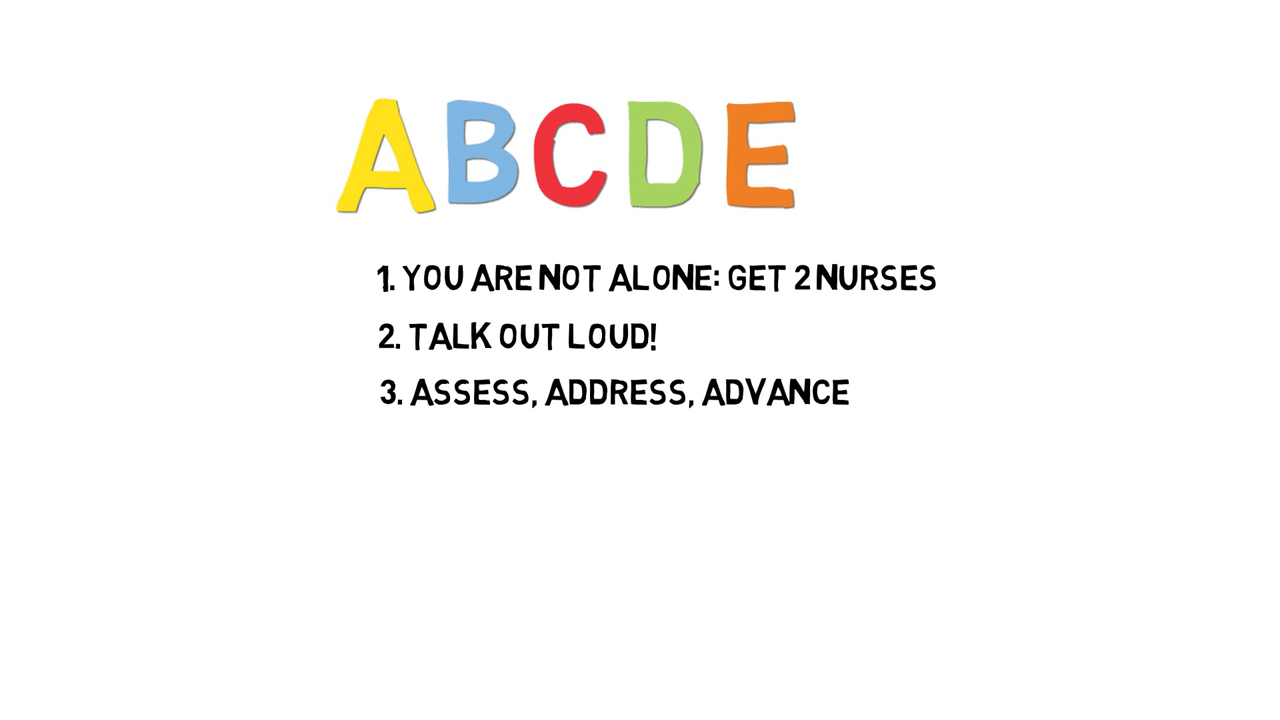 ABCDE
1. YOU ARE NOT ALONE: GET 2 NURSES
2. TALK OUT LOUD!
3. ASSESS, ADDRESS, ADVANCE